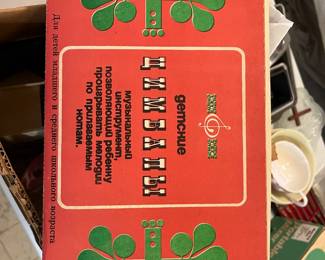 детские
ЦИМБАЛЫ
музыкальный
инструмент,
позволяющий ребенку
проигрывать мелодии
по прилагаемым
нотам.
Для детей младшего и среднего школьного возраста